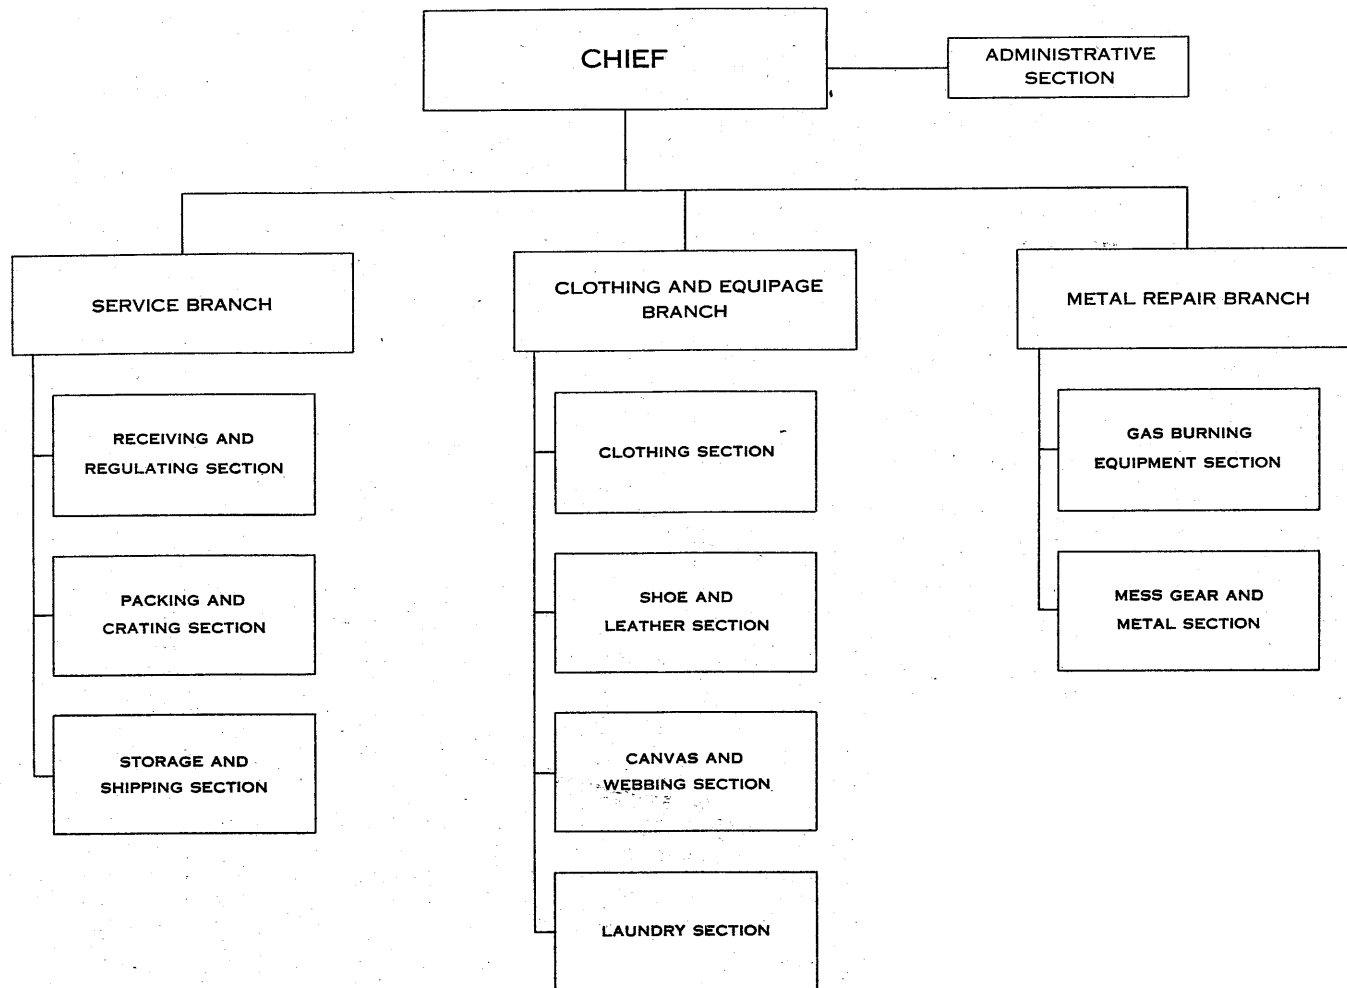 CHIEF
ADMINISTRATIVE
SECTION
SERVICE BRANCH
RECEIVING AND
REGULATING SECTION
PACKING AND
CRATING SECTION
STORAGE AND
SHIPPING SECTION
CLOTHING AND EQUIPAGE
BRANCH
CLOTHING SECTION
SHOE AND
LEATHER SECTION
CANVAS AND
WEBBING SECTION
LAUNDRY SECTION
METAL REPAIR BRANCH
GAS BURNING
EQUIPMENT SECTION
MESS GEAR AND
METAL SECTION